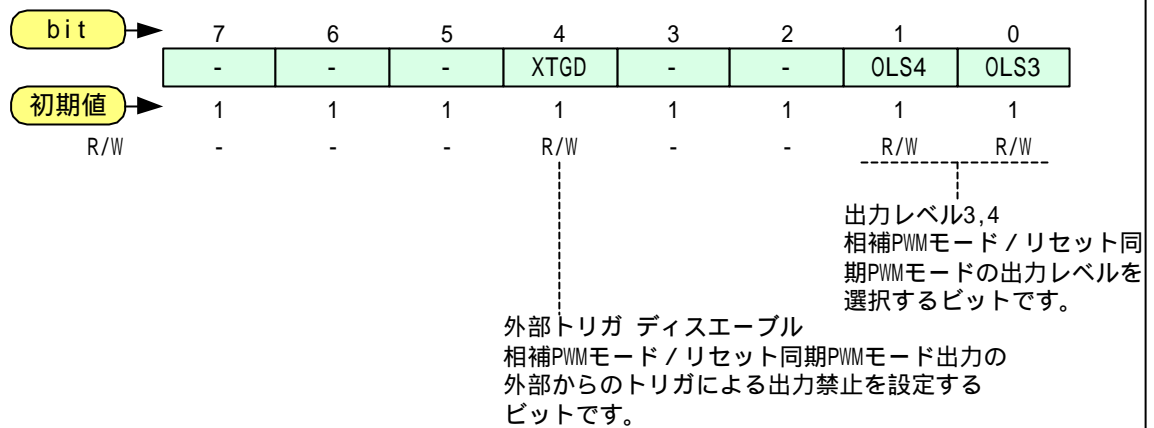 bit 7 6 5 4 3 2 1 0
- - - XTGD - - OLS4 OLS3
初期値 1 1 1 1 1 1 1 1
R/W - - - R/W - - R/W R/W
出力レベル3,4
相補PWMモード/リセット同
期PWMモードの出力レベルを
選択するビットです。
外部トリガ ディスエーブル
相補PWMモード/リセット同期PWMモード出力の
外部からのトリガによる出力禁止を設定する
ビットです。